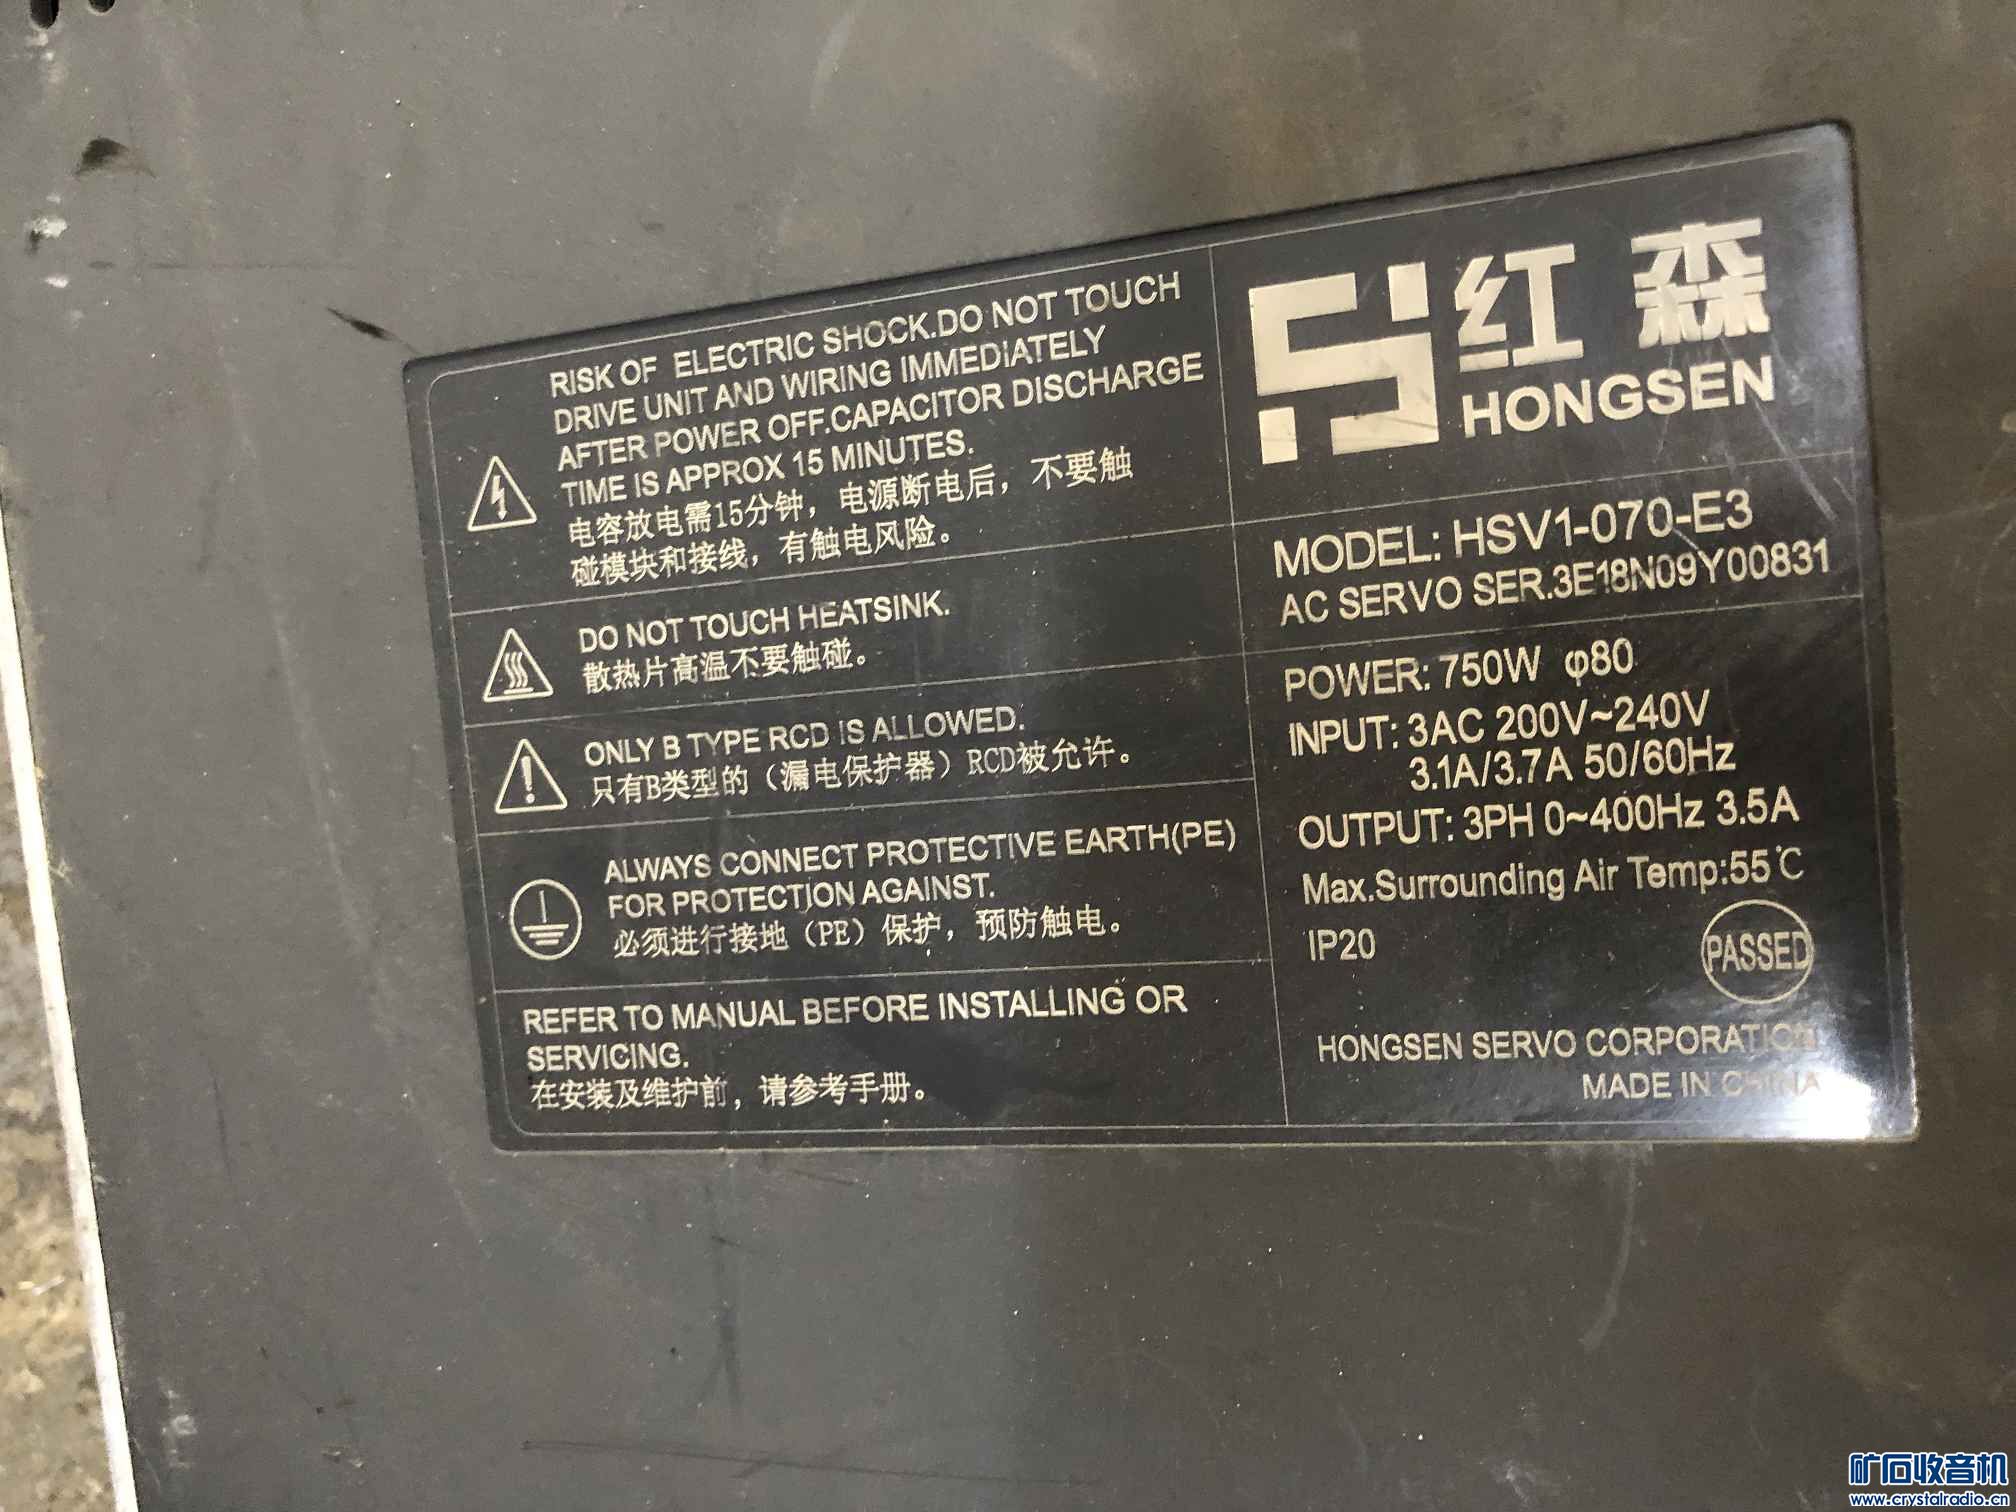 RISK OF ELECTRIC SHOCK.DO NOT TOUCH
DRIVE UNIT AND WIRING IMMEDIATELY
AFTER POWER OFF.CAPACITOR DISCHARGE
TIME IS APPROX 15 MINUTES.
电容放电需15分钟，电源断电后，不要触
碰模块和接线，有触电风险。
DO NOT TOUCH HEATSINK.
散热片高温不要触碰。
ONLY B TYPE RCD IS ALLOWED.
只有B类型的（漏电保护器）RCD被允许。
ALWAYS CONNECT PROTECTIVE EARTH(PE)
FOR PROTECTION AGAINST.
必须进行接地（PE）保护，预防触电。
REFER TO MANUAL BEFORE INSTALLING OR
SERVICING.
在安装及维护前，请参考手册。
红森
HONGSEN
MODEL: HSV1-070-E3
AC SERVO SER.3E18N09Y00831
POWER: 750W φ80
INPUT: 3AC 200V~240V
3.1A/3.7A 50/60Hz
OUTPUT: 3PH 0~400Hz 3.5A
Max.Surrounding Air Temp:55℃
IP20
PASSED
HONGSEN SERVO CORPORATION
MADE IN CHINA
矿石收音机
www.crystalradio.cn